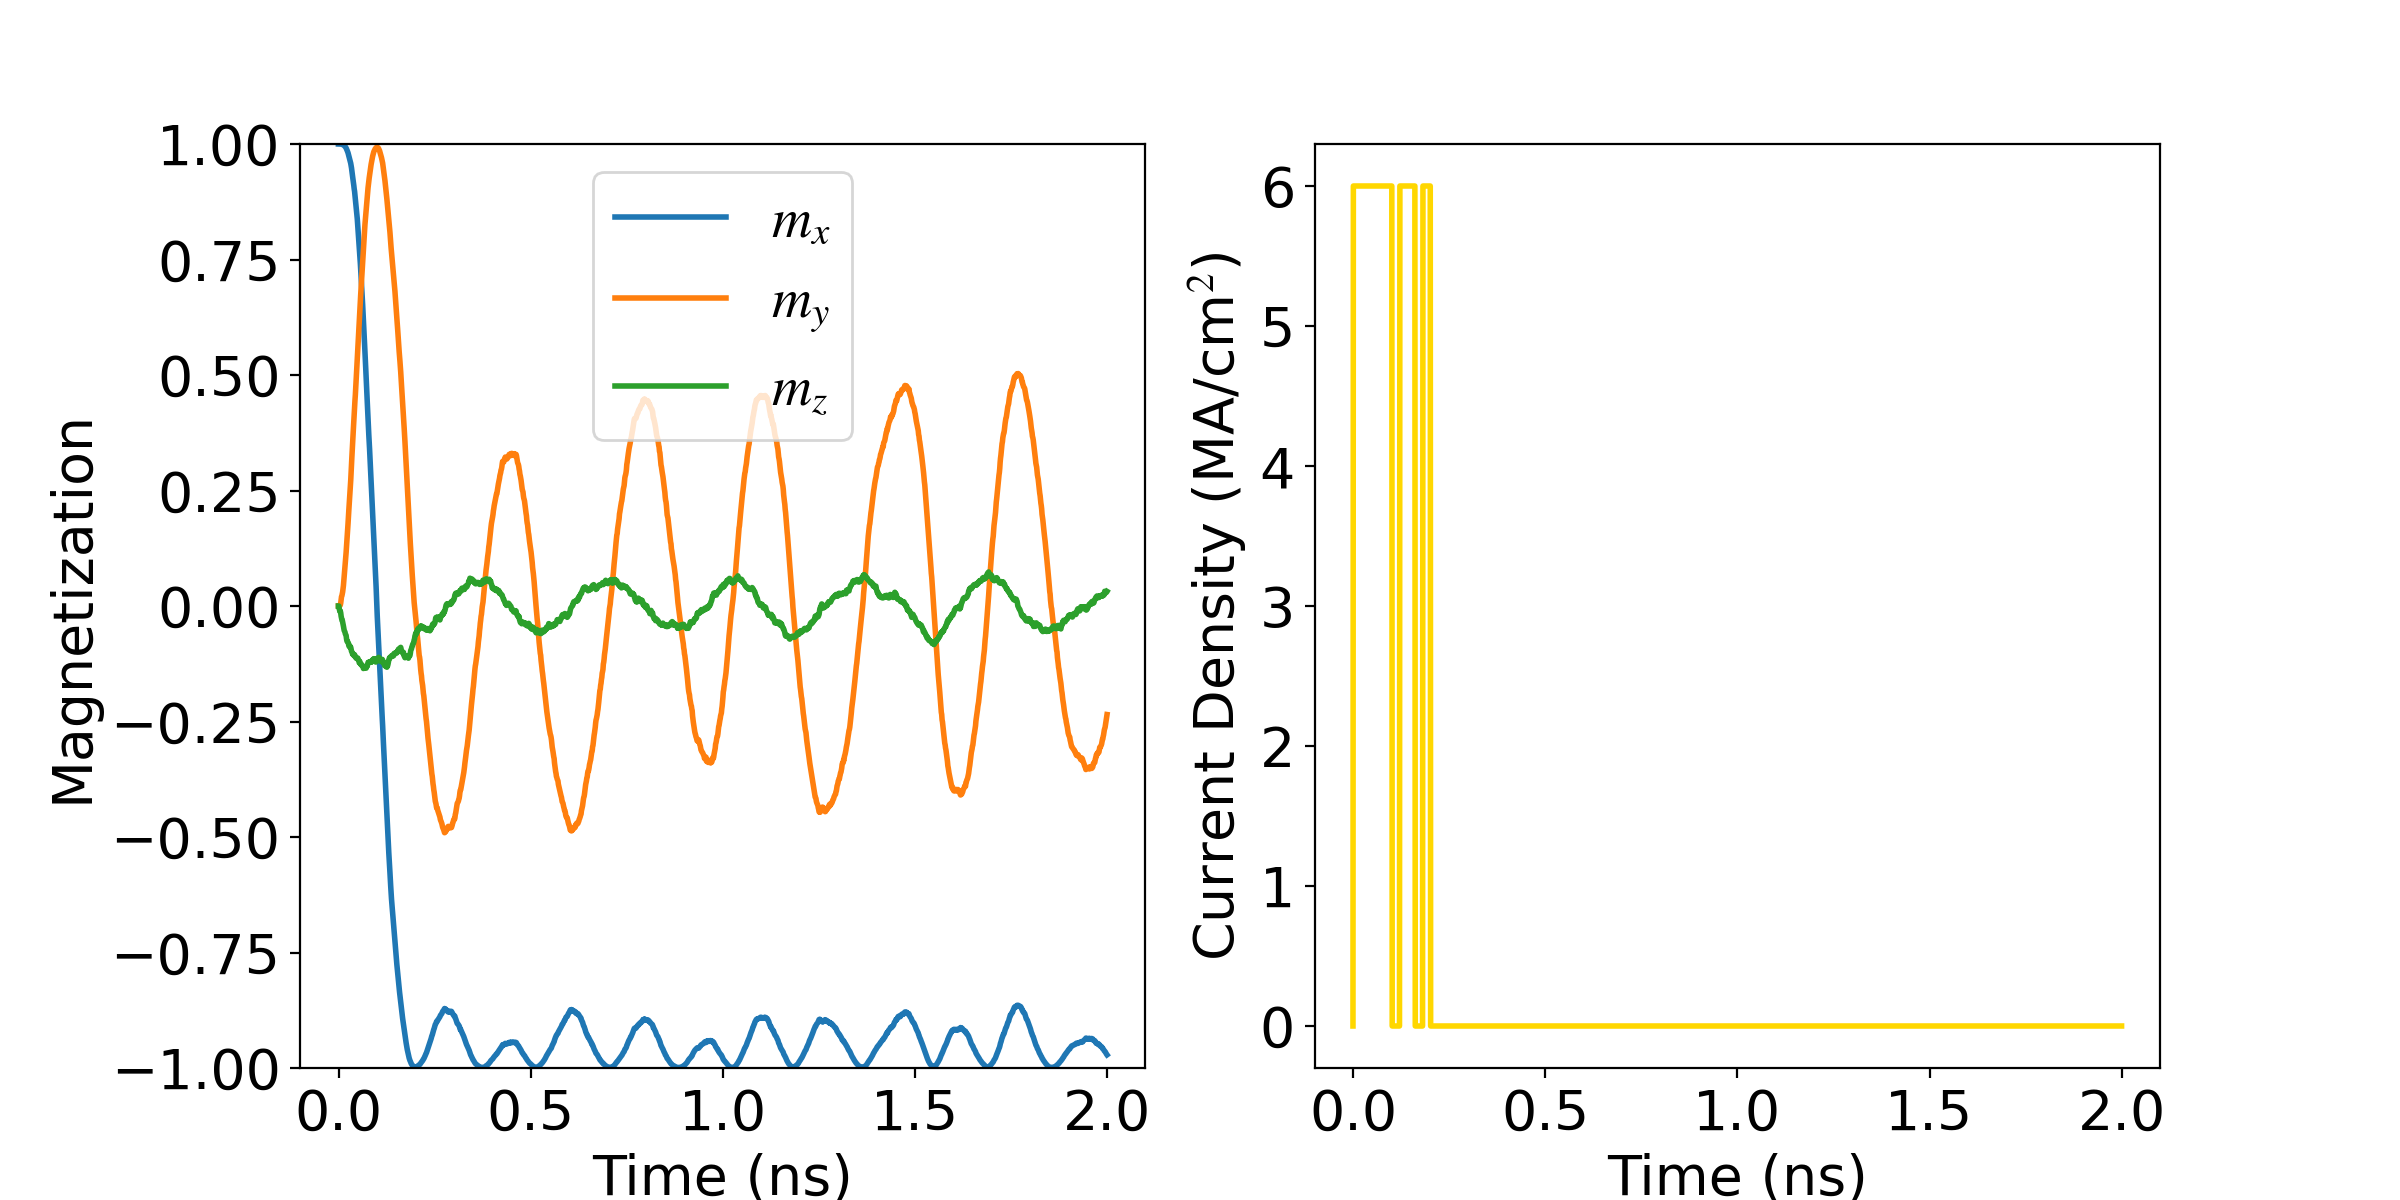 1.00
0.75
0.50
0.25
0.00
−0.25
−0.50
−0.75
−1.00
Magnetization
0.0 0.5 1.0 1.5 2.0
Time (ns)
m_x
m_y
m_z
6
5
4
3
2
1
0
Current Density (MA/cm²)
0.0 0.5 1.0 1.5 2.0
Time (ns)